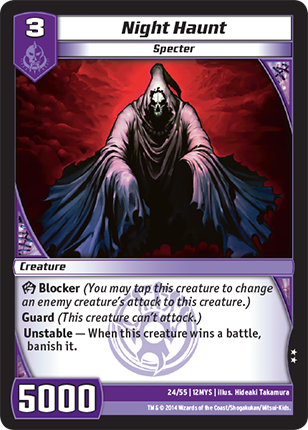 3
Night Haunt
Specter
Creature
Blocker (You may tap this creature to change
an enemy creature's attack to this creature.)
Guard (This creature can't attack.)
Unstable — When this creature wins a battle,
banish it.
5000
24/55 | 12MYS | illus. Hideaki Takamura
TM & © 2014 Wizards of the Coast/Shogakukan/Mitsui-Kids.